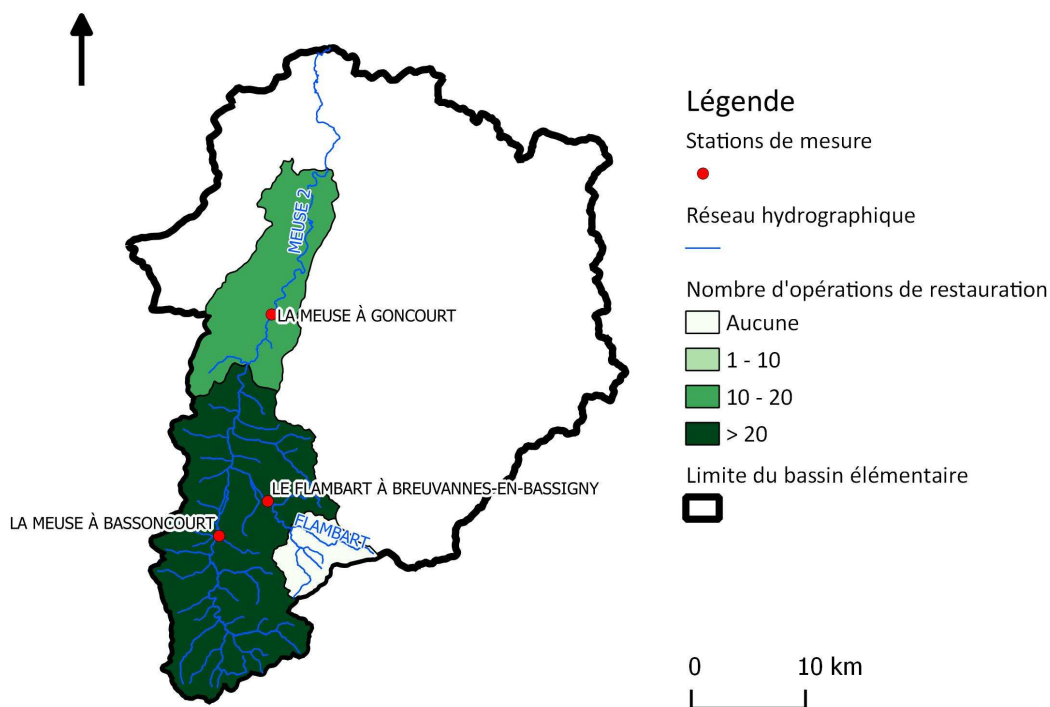 MEUSE 2
LA MEUSE À GONCOURT
LE FLAMBART À BREUVANNES-EN-BASSIGNY
LA MEUSE À BASSONCOURT
FLAMBART
Légende
Stations de mesure
Réseau hydrographique
Nombre d'opérations de restauration
Aucune
1 - 10
10 - 20
> 20
Limite du bassin élémentaire
0 10 km